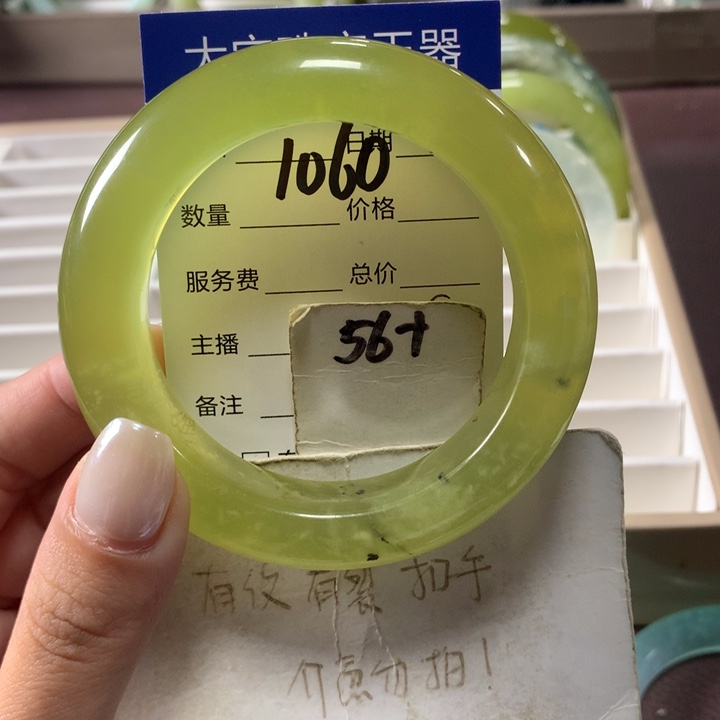 1060
日期
数量 价格
服务费 总价
56+
主播
备注
有纹 有裂 扣手
介意勿拍!